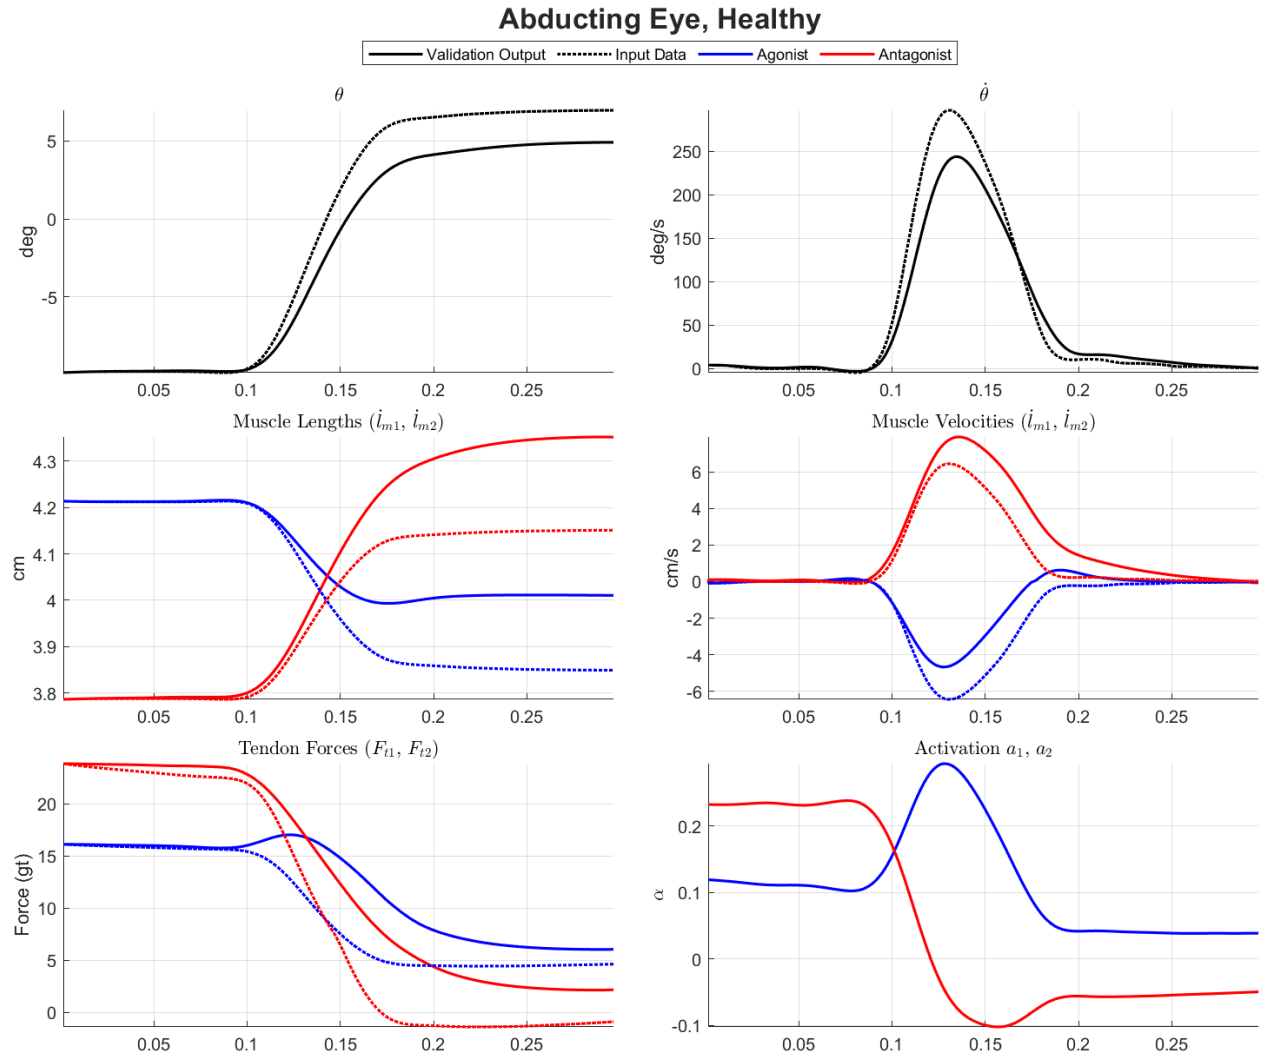 Abducting Eye, Healthy
Validation Output Input Data Agonist Antagonist
θ
deg
5
0
-5
0.05 0.1 0.15 0.2 0.25
θ̇
deg/s
250
200
150
100
50
0
0.05 0.1 0.15 0.2 0.25
Muscle Lengths (l̇m1, l̇m2)
cm
4.3
4.2
4.1
4
3.9
3.8
0.05 0.1 0.15 0.2 0.25
Muscle Velocities (l̇m1, l̇m2)
cm/s
6
4
2
0
-2
-4
-6
0.05 0.1 0.15 0.2 0.25
Tendon Forces (Ft1, Ft2)
Force (gt)
20
15
10
5
0
0.05 0.1 0.15 0.2 0.25
Activation a1, a2
α
0.2
0.1
0
-0.1
0.05 0.1 0.15 0.2 0.25